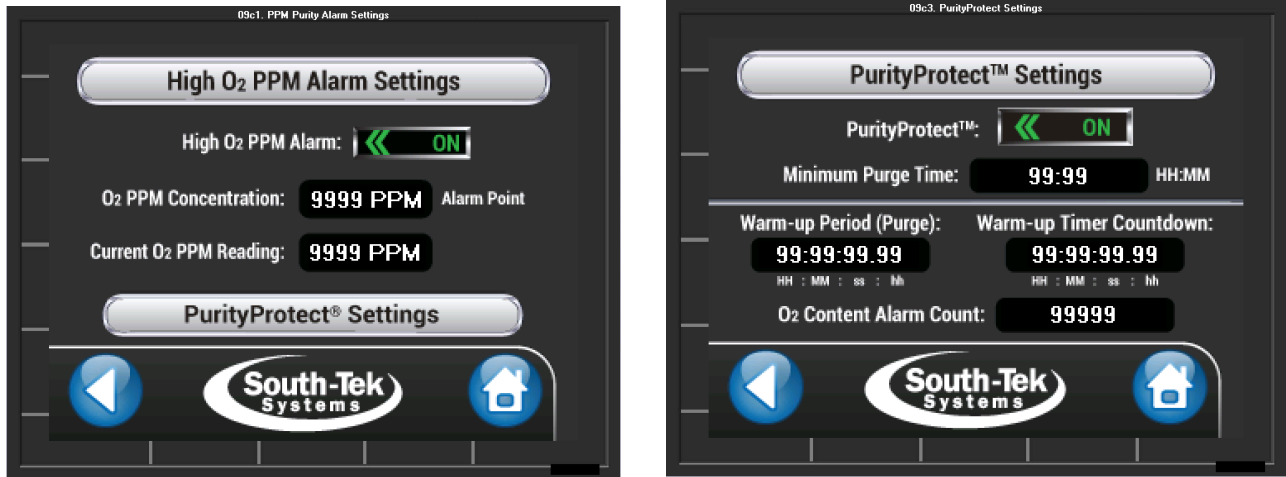 09c1. PPM Purity Alarm Settings
High O2 PPM Alarm Settings
High O2 PPM Alarm: ON
O2 PPM Concentration: 9999 PPM Alarm Point
Current O2 PPM Reading: 9999 PPM
PurityProtect® Settings
South-Tek
Systems
09c3. PurityProtect Settings
PurityProtect™ Settings
PurityProtect™: ON
Minimum Purge Time: 99:99 HH:MM
Warm-up Period (Purge): Warm-up Timer Countdown:
99:99:99.99 99:99:99.99
HH : MM : ss : hh HH : MM : ss : hh
O2 Content Alarm Count: 99999
South-Tek
Systems